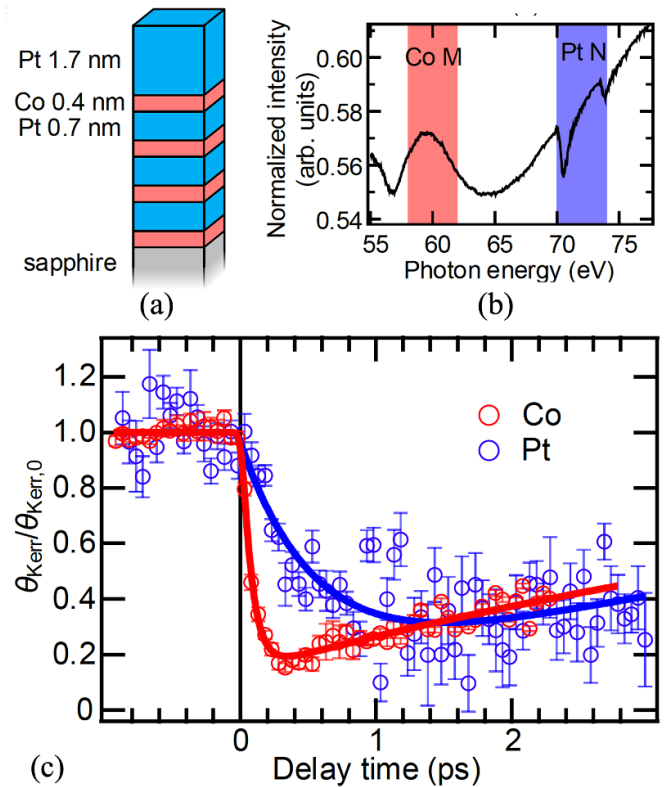 (a)
Pt 1.7 nm
Co 0.4 nm
Pt 0.7 nm
sapphire
Normalized intensity
(arb. units)
0.60
0.58
0.56
0.54
Co M
Pt N
55 60 65 70 75
Photon energy (eV)
(b)
θKerr/θKerr,0
1.2
1.0
0.8
0.6
0.4
0.2
0
Co
Pt
0 1 2
(c)
Delay time (ps)